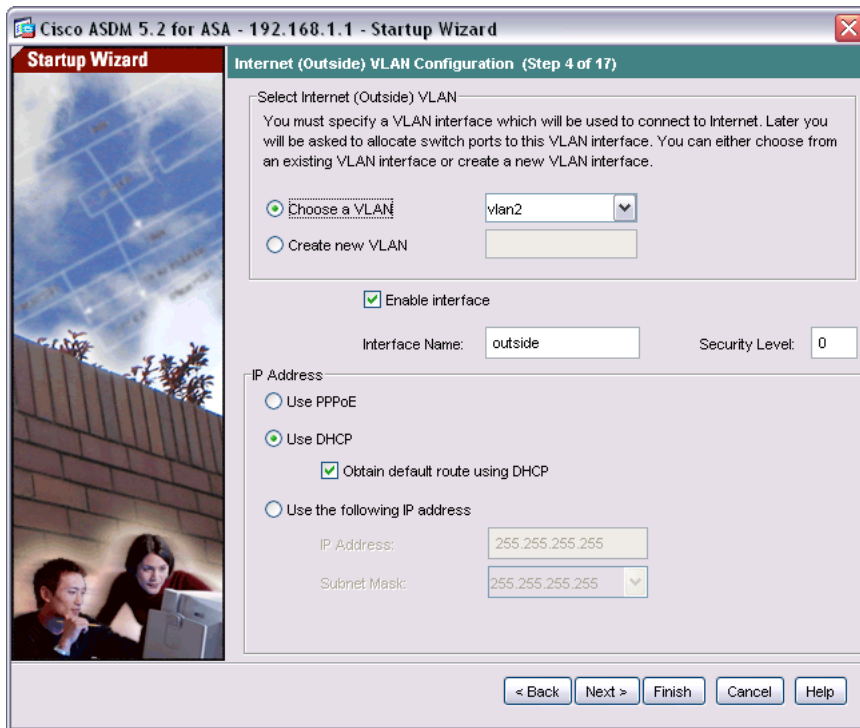 Cisco ASDM 5.2 for ASA - 192.168.1.1 - Startup Wizard
Startup Wizard
Internet (Outside) VLAN Configuration (Step 4 of 17)
Select Internet (Outside) VLAN
You must specify a VLAN interface which will be used to connect to Internet. Later you
will be asked to allocate switch ports to this VLAN interface. You can either choose from
an existing VLAN interface or create a new VLAN interface.
Choose a VLAN vlan2
Create new VLAN
Enable interface
Interface Name: outside Security Level: 0
IP Address
Use PPPoE
Use DHCP
Obtain default route using DHCP
Use the following IP address
IP Address: 255.255.255.255
Subnet Mask: 255.255.255.255
< Back Next > Finish Cancel Help